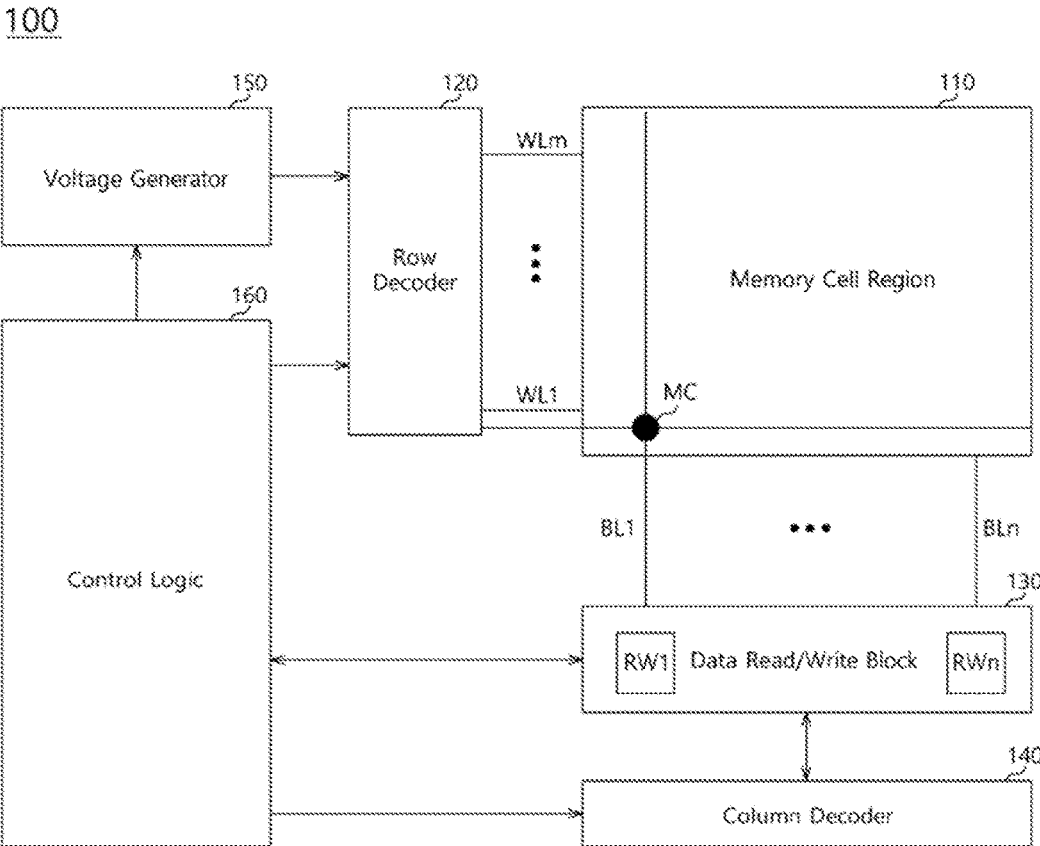 100
150
120
110
Voltage Generator
WLm
Row
Decoder
Memory Cell Region
160
WL1
MC
BL1
BLn
Control Logic
130
RW1
Data Read/Write Block
RWn
140
Column Decoder